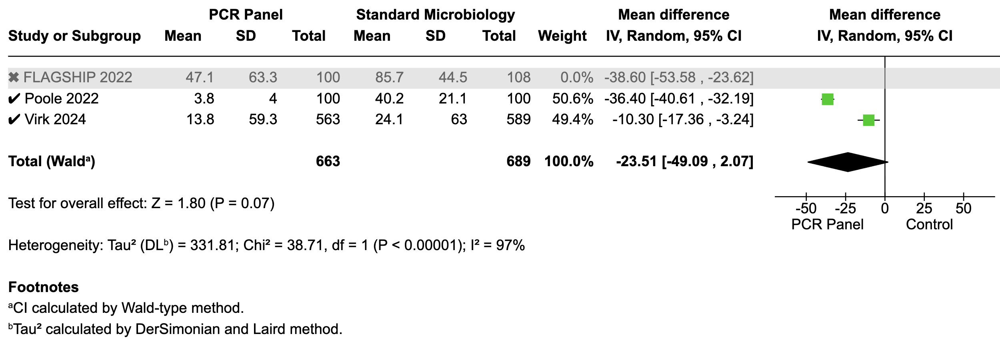 PCR Panel Standard Microbiology Mean difference Mean difference
Study or Subgroup Mean SD Total Mean SD Total Weight IV, Random, 95% CI IV, Random, 95% CI
✖ FLAGSHIP 2022 47.1 63.3 100 85.7 44.5 108 0.0% -38.60 [-53.58 , -23.62]
✔ Poole 2022 3.8 4 100 40.2 21.1 100 50.6% -36.40 [-40.61 , -32.19]
✔ Virk 2024 13.8 59.3 563 24.1 63 589 49.4% -10.30 [-17.36 , -3.24]
Total (Waldᵃ) 663 689 100.0% -23.51 [-49.09 , 2.07]
Test for overall effect: Z = 1.80 (P = 0.07)
-50 -25 0 25 50
PCR Panel Control
Heterogeneity: Tau² (DLᵇ) = 331.81; Chi² = 38.71, df = 1 (P < 0.00001); I² = 97%
Footnotes
ᵃCI calculated by Wald-type method.
ᵇTau² calculated by DerSimonian and Laird method.